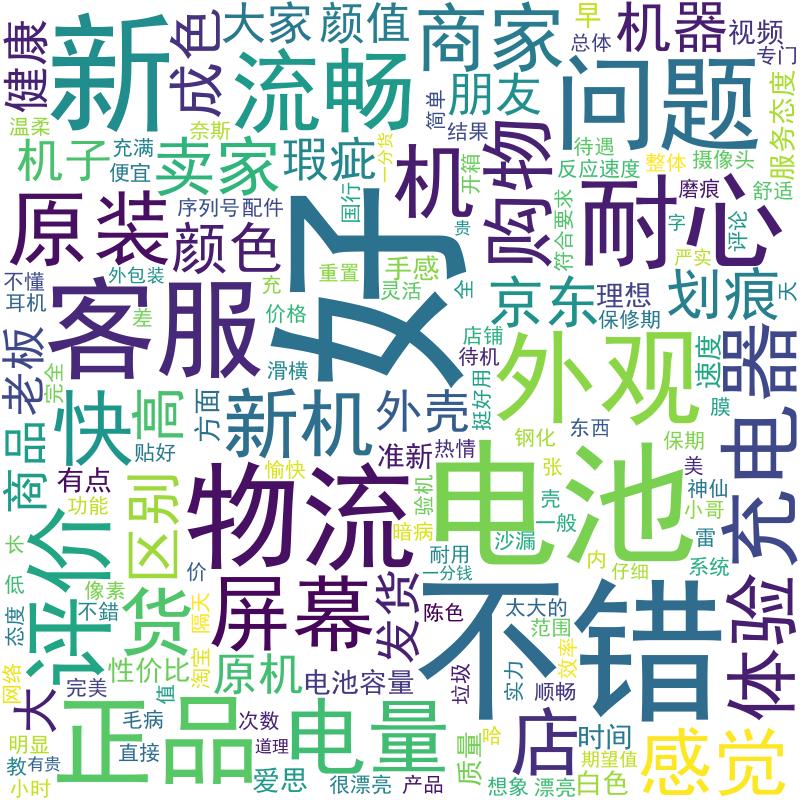 健康
新
成色
大家
颜值
商家
早
总体
机器
视频
专门
流畅
朋友
简单
问题
温柔
奈斯
一分货
结果
待遇
服务态度
机子
充满
便宜
卖家
瑕疵
机
开箱
购物
反应速度
整体
摄像头
原装
颜色
序列号
配件
国行
贵
好
符合要求
耐心
磨痕
舒适
字
评论
严实
不懂
耳机
外包装
充
重置
手感
灵活
全
天
差
价格
客服
京东
理想
保修期
划痕
老板
完全
滑横
店铺
待机
外观
速度
膜
充电器
快
高
方面
新机
外壳
挺好用
商品
贴好
准新
热情
钢化
东西
保期
美
有点
功能
区别
愉快
物流
验机
电池
张
壳
小哥
神仙
暗病
沙漏
一般
雷
长
评价
低
价
耐用
一分钱
内
仔细
系统
像素
态度
不錯
货
隔天
屏幕
发货
陈色
不错
太大的
范围
体验
网络
淘宝
性价比
原机
电池容量
垃圾
实力
顺畅
效率
大
完美
值
正品
毛病
次数
电量
质量
哈
店
时间
感觉
明显
直接
道理
期望值
教
有贵
小时
爱思
很漂亮
产品
想象
漂亮
白色